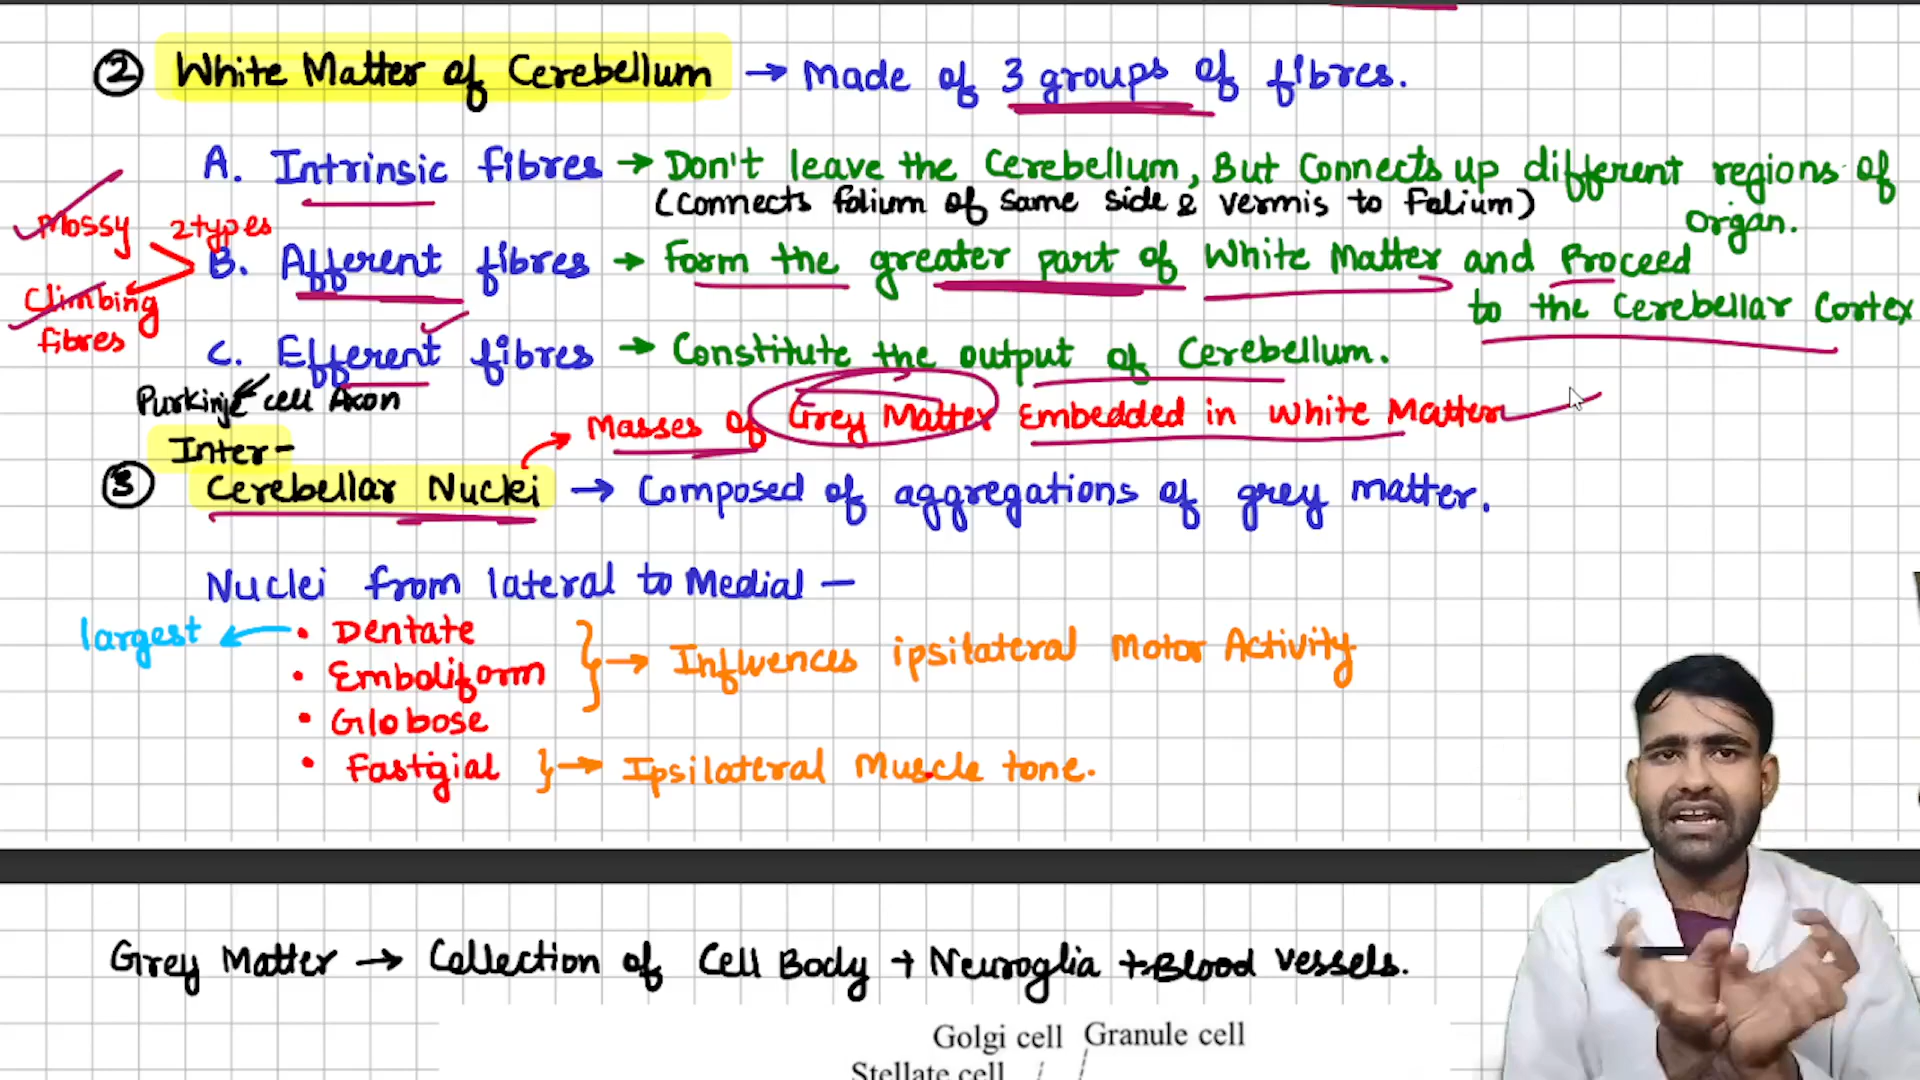 ② White Matter of Cerebellum → Made of 3 groups of fibres.
A. Intrinsic fibres → Don't leave the Cerebellum, But Connects up different regions of organ.
(Connects folium of same side & vermis to Folium)
Mossy 2 types
B. Afferent fibres → Form the greater part of White Matter and Proceed to the Cerebellar Cortex
Climbing fibres
C. Efferent fibres → Constitute the output of Cerebellum.
Purkinje cell Axon
Masses of Grey Matter Embedded in White Matter
Inter-
③ Cerebellar Nuclei → Composed of aggregations of grey matter.
Nuclei from lateral to Medial –
largest ← • Dentate
• Emboliform } → Influences ipsilateral Motor Activity
• Globose
• Fastigial } → Ipsilateral Muscle tone.
Grey Matter → Collection of Cell Body + Neuroglia + Blood vessels.
Golgi cell Granule cell
Stellate cell